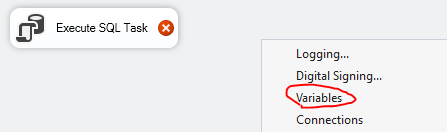 Execute SQL Task
Logging...
Digital Signing...
Variables
Connections